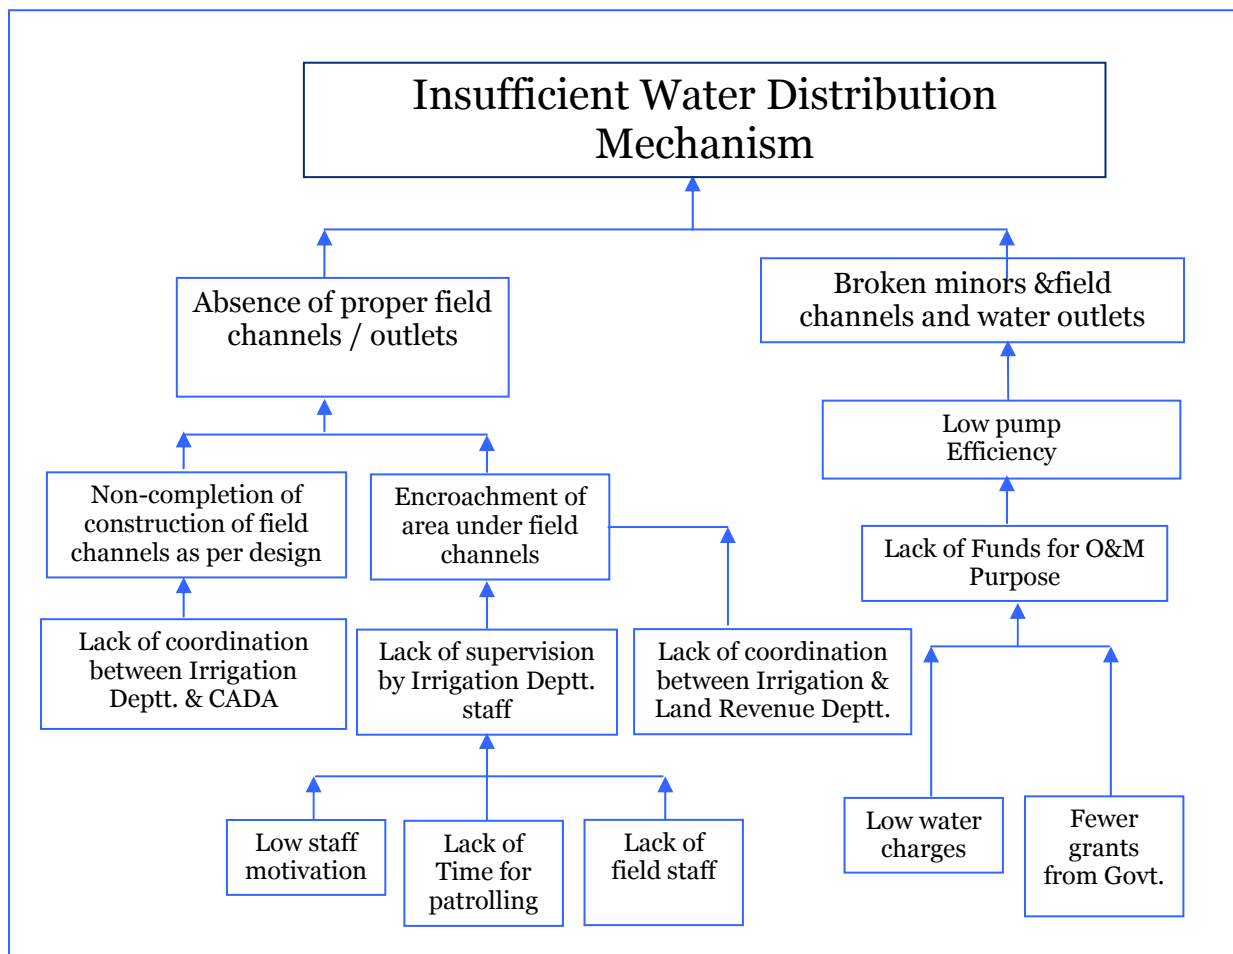 Insufficient Water Distribution
Mechanism
Absence of proper field
channels / outlets
Broken minors &field
channels and water outlets
Low pump
Efficiency
Non-completion of
construction of field
channels as per design
Encroachment of
area under field
channels
Lack of Funds for O&M
Purpose
Lack of coordination
between Irrigation
Deptt. & CADA
Lack of supervision
by Irrigation Deptt.
staff
Lack of coordination
between Irrigation &
Land Revenue Deptt.
Low staff
motivation
Lack of
Time for
patrolling
Lack of
field staff
Low water
charges
Fewer
grants
from Govt.